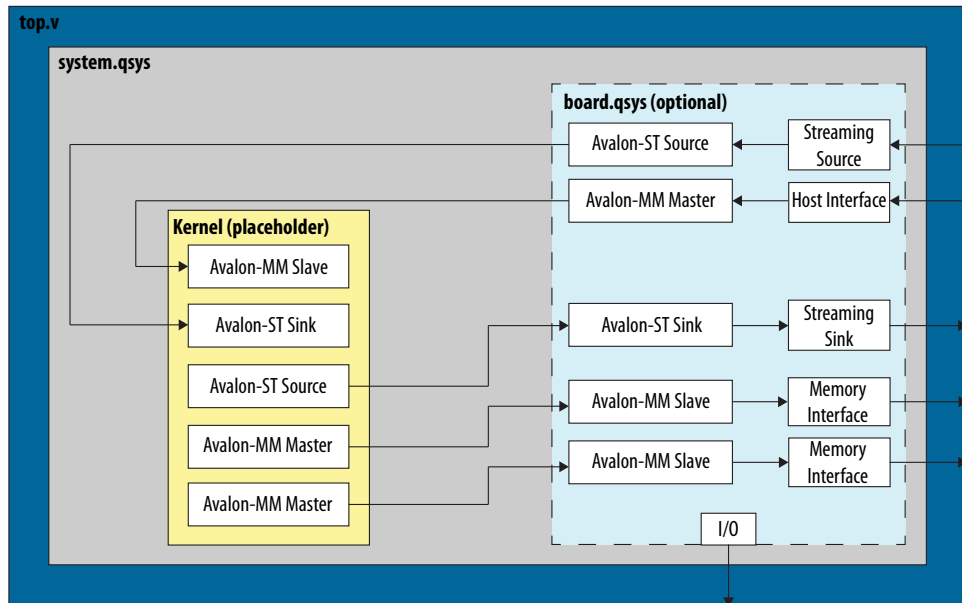 top.v
system.qsys
board.qsys (optional)
Avalon-ST Source
Streaming
Source
Avalon-MM Master
Host Interface
Kernel (placeholder)
Avalon-MM Slave
Avalon-ST Sink
Avalon-ST Source
Avalon-MM Master
Avalon-MM Master
Avalon-ST Sink
Streaming
Sink
Avalon-MM Slave
Memory
Interface
Avalon-MM Slave
Memory
Interface
I/O